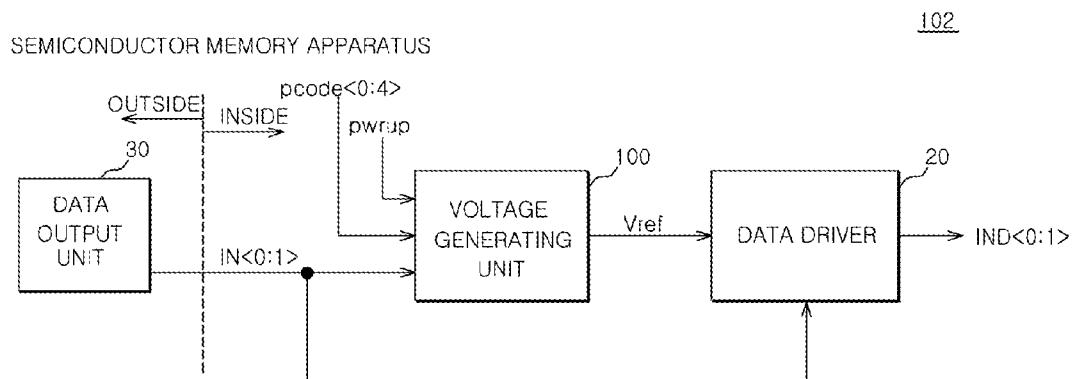 102
SEMICONDUCTOR MEMORY APPARATUS
pcode<0:4>
OUTSIDE
INSIDE
pwrup
30
100
20
DATA
OUTPUT
UNIT
VOLTAGE
GENERATING
UNIT
Vref
DATA DRIVER
IND<0:1>
IN<0:1>